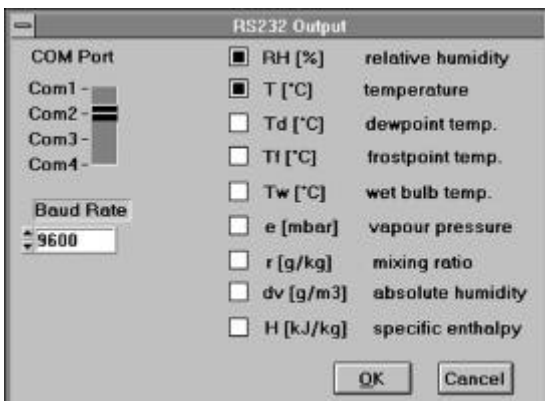 RS232 Output
COM Port
Com1 -
Com2 -
Com3 -
Com4 -
Baud Rate
9600
RH [%] relative humidity
T [°C] temperature
Td [°C] dewpoint temp.
Tf [°C] frostpoint temp.
Tw [°C] wet bulb temp.
e [mbar] vapour pressure
r [g/kg] mixing ratio
dv [g/m3] absolute humidity
H [kJ/kg] specific enthalpy
OK
Cancel